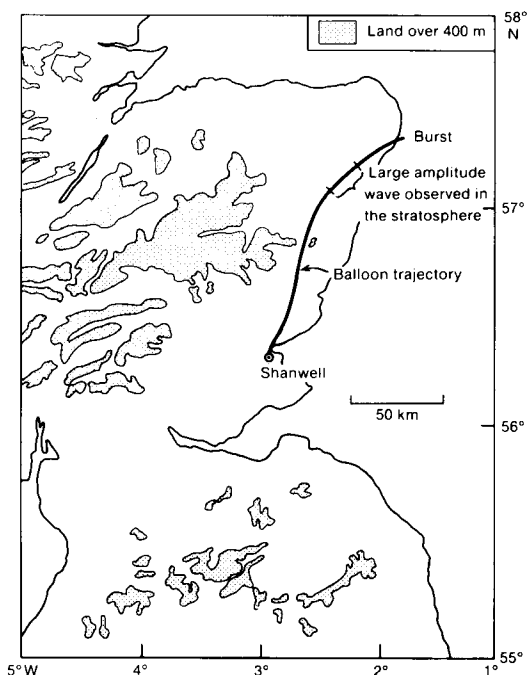 58°
N
Land over 400 m
Burst
Large amplitude
wave observed in
the stratosphere
57°
Balloon trajectory
Shanwell
50 km
56°
55°
5°W
4°
3°
2°
1°